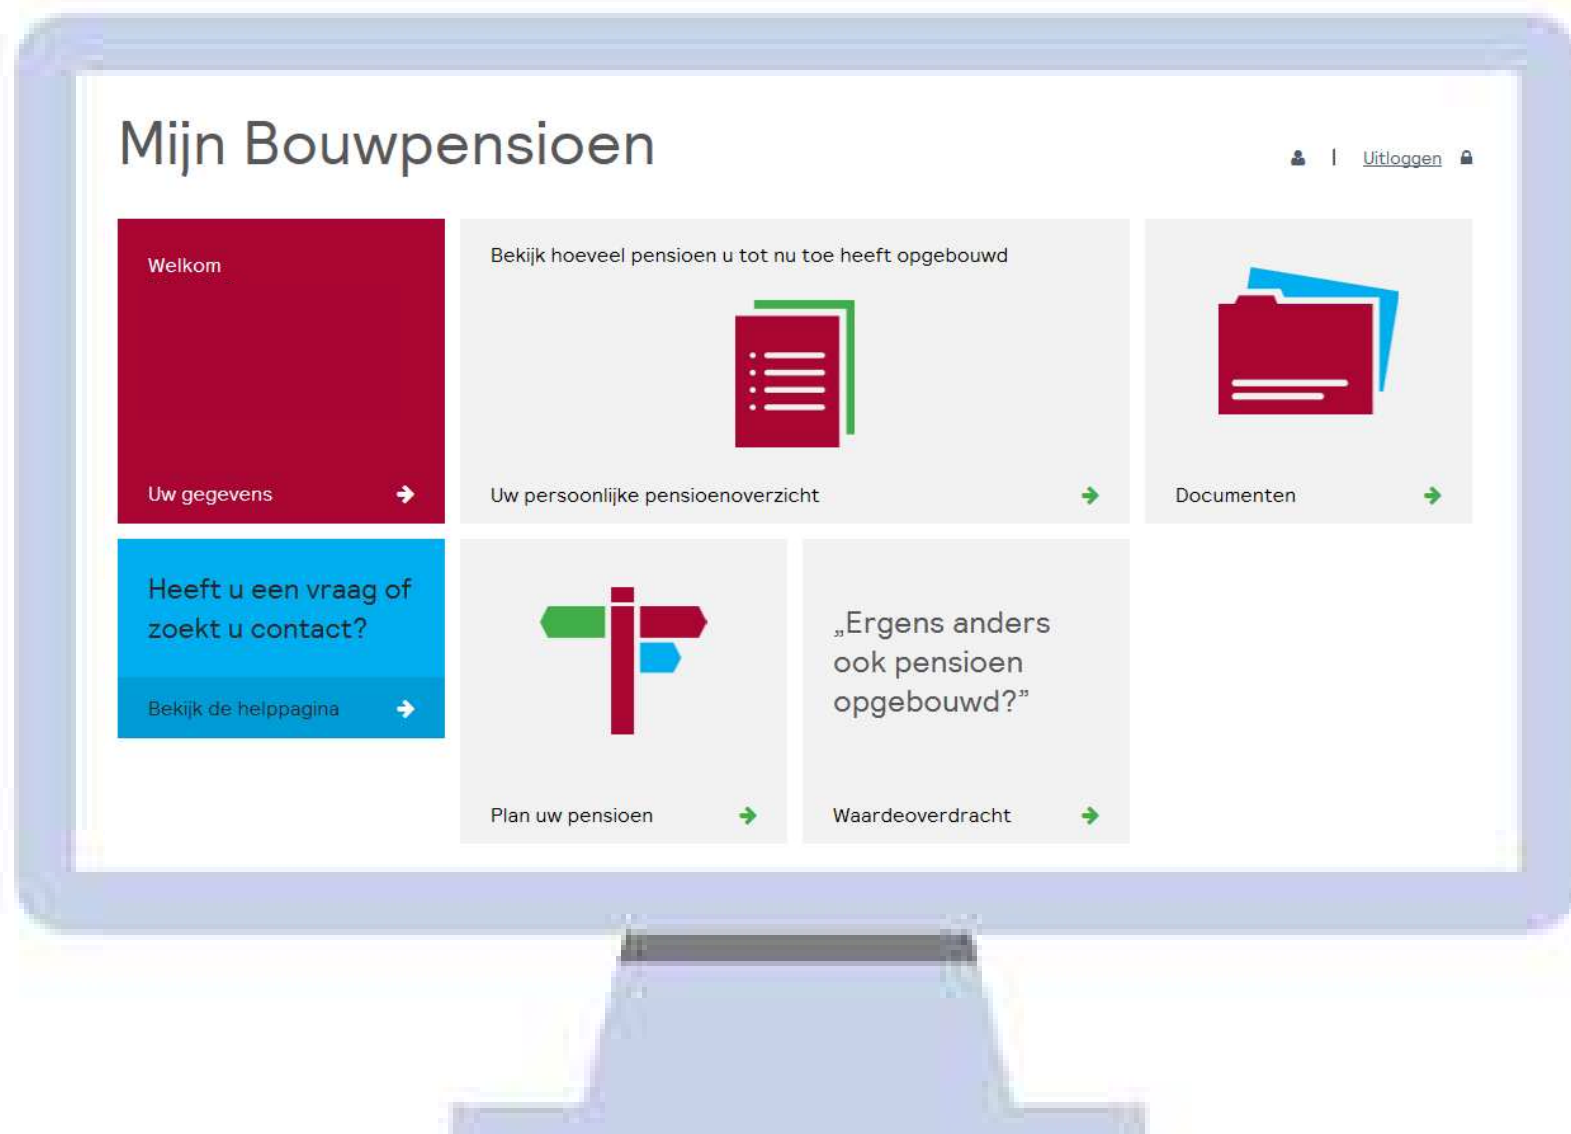 Mijn Bouwpensioen
Uitloggen
Welkom
Uw gegevens
Bekijk hoeveel pensioen u tot nu toe heeft opgebouwd
Uw persoonlijke pensioenoverzicht
Documenten
Heeft u een vraag of
zoekt u contact?
Bekijk de helppagina
Plan uw pensioen
„Ergens anders
ook pensioen
opgebouwd?”
Waardeoverdracht